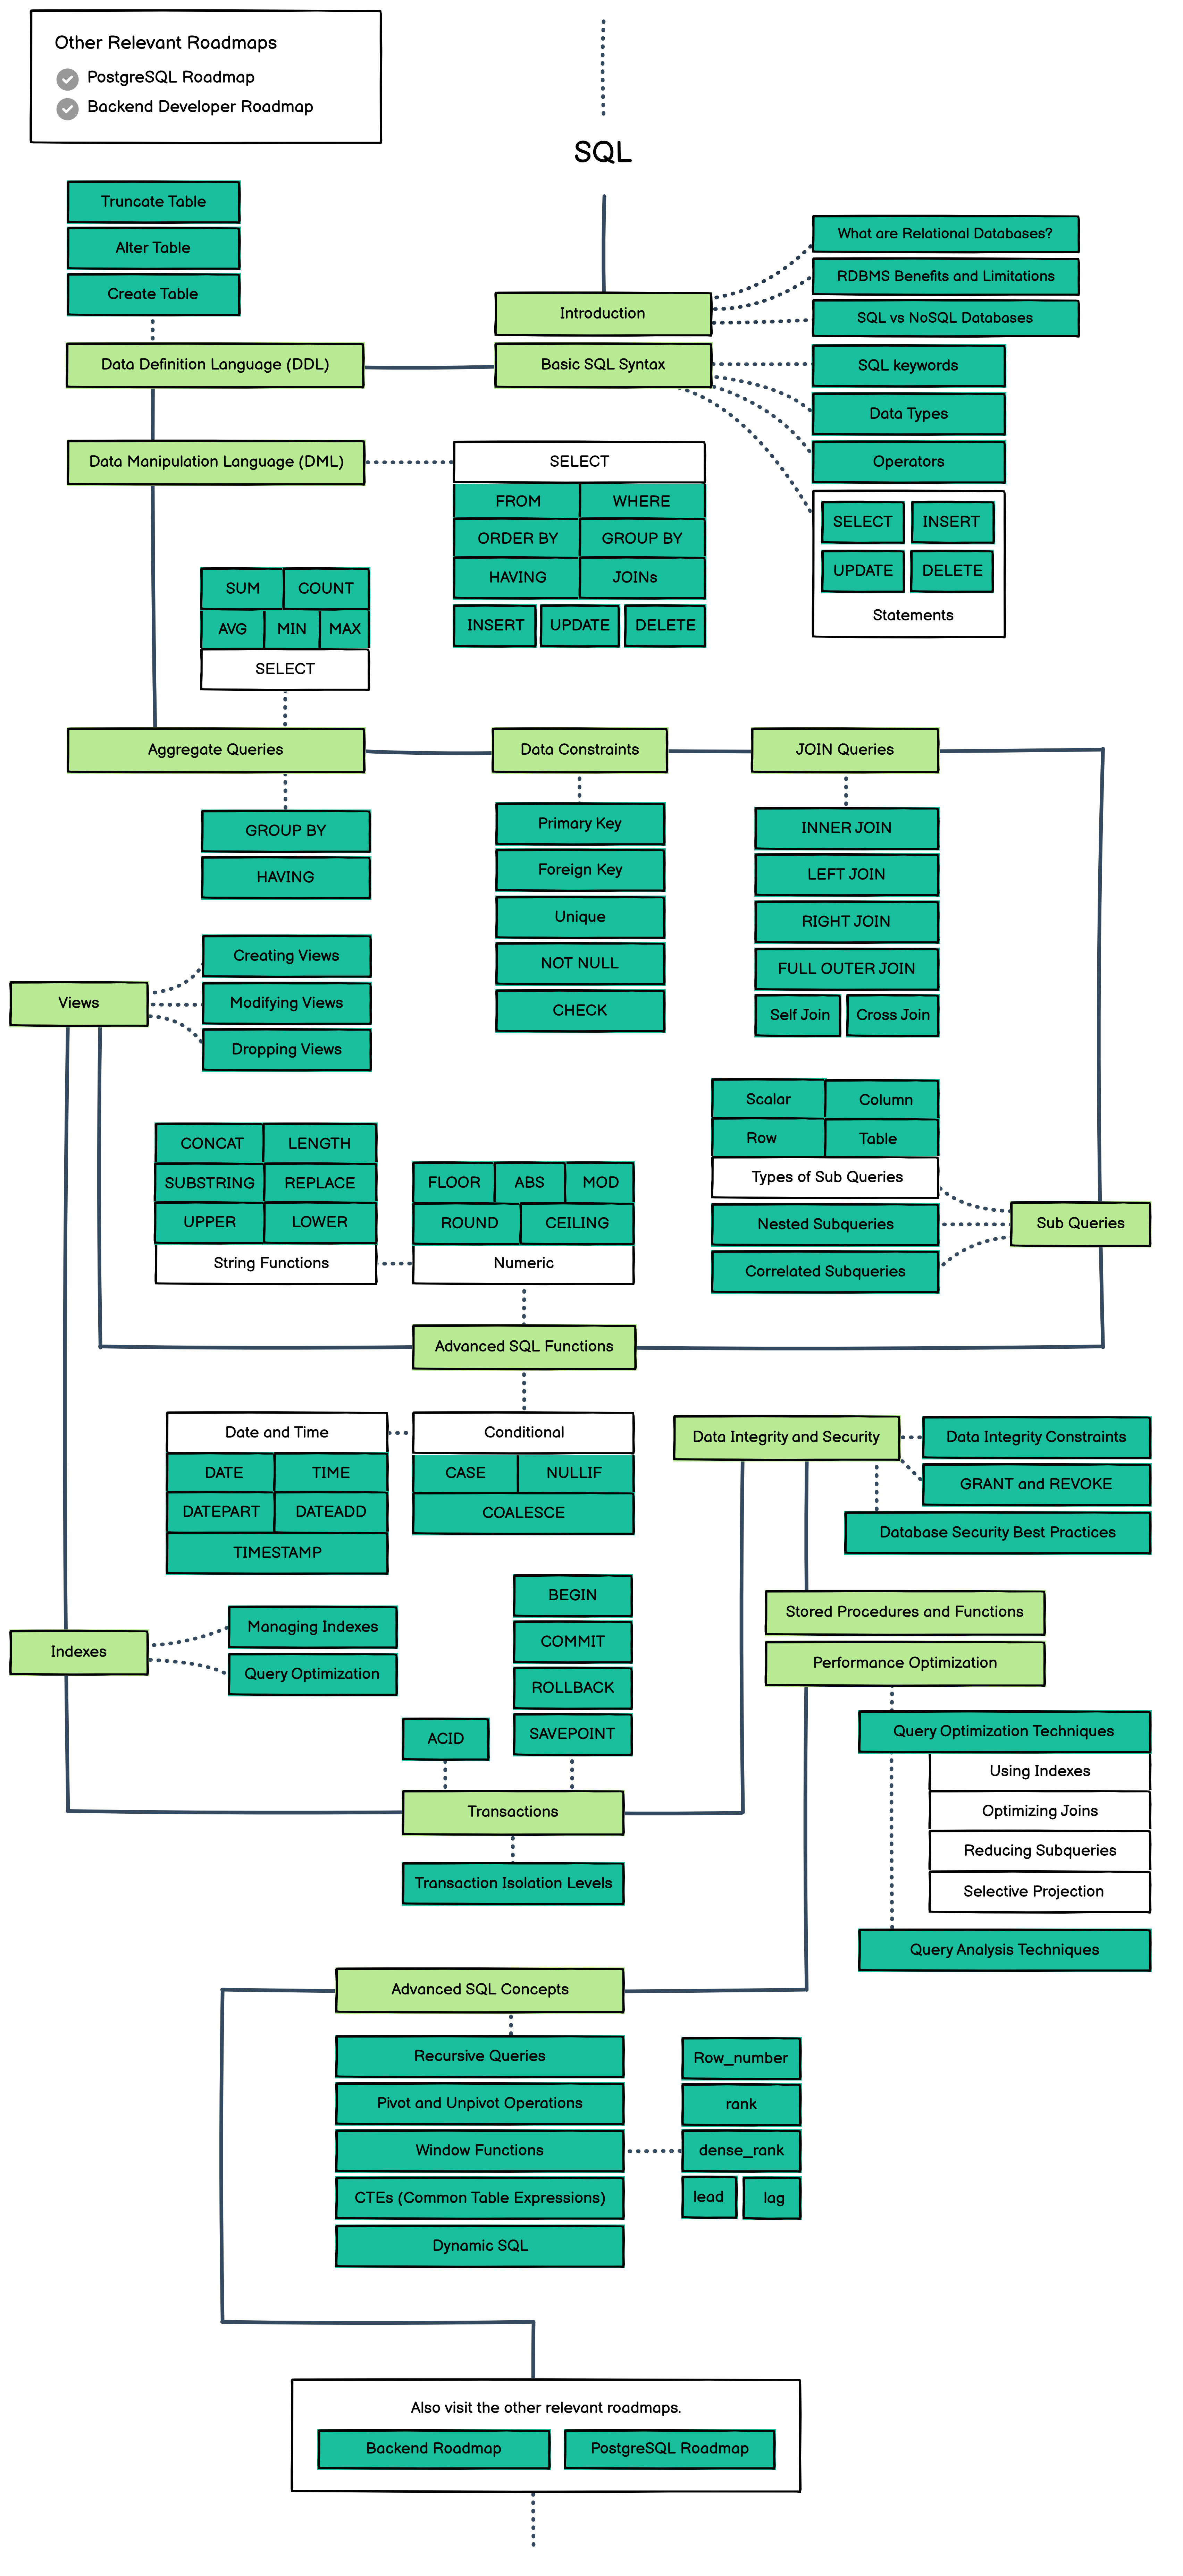 Other Relevant Roadmaps
PostgreSQL Roadmap
Backend Developer Roadmap
SQL
Truncate Table
Alter Table
Create Table
What are Relational Databases?
RDBMS Benefits and Limitations
SQL vs NoSQL Databases
Introduction
Data Definition Language (DDL)
Basic SQL Syntax
SQL keywords
Data Types
Operators
SELECT INSERT
UPDATE DELETE
Statements
Data Manipulation Language (DML)
SELECT
FROM WHERE
ORDER BY GROUP BY
HAVING JOINs
INSERT UPDATE DELETE
SUM COUNT
AVG MIN MAX
SELECT
Aggregate Queries
GROUP BY
HAVING
Data Constraints
Primary Key
Foreign Key
Unique
NOT NULL
CHECK
JOIN Queries
INNER JOIN
LEFT JOIN
RIGHT JOIN
FULL OUTER JOIN
Self Join Cross Join
Views
Creating Views
Modifying Views
Dropping Views
Scalar Column
Row Table
Types of Sub Queries
Nested Subqueries
Correlated Subqueries
Sub Queries
CONCAT LENGTH
SUBSTRING REPLACE
UPPER LOWER
String Functions
FLOOR ABS MOD
ROUND CEILING
Numeric
Advanced SQL Functions
Date and Time
DATE TIME
DATEPART DATEADD
TIMESTAMP
Conditional
CASE NULLIF
COALESCE
Data Integrity and Security
Data Integrity Constraints
GRANT and REVOKE
Database Security Best Practices
Indexes
Managing Indexes
Query Optimization
BEGIN
COMMIT
ROLLBACK
SAVEPOINT
ACID
Transactions
Transaction Isolation Levels
Stored Procedures and Functions
Performance Optimization
Query Optimization Techniques
Using Indexes
Optimizing Joins
Reducing Subqueries
Selective Projection
Query Analysis Techniques
Advanced SQL Concepts
Recursive Queries
Pivot and Unpivot Operations
Window Functions
CTEs (Common Table Expressions)
Dynamic SQL
Row_number
rank
dense_rank
lead lag
Also visit the other relevant roadmaps.
Backend Roadmap PostgreSQL Roadmap